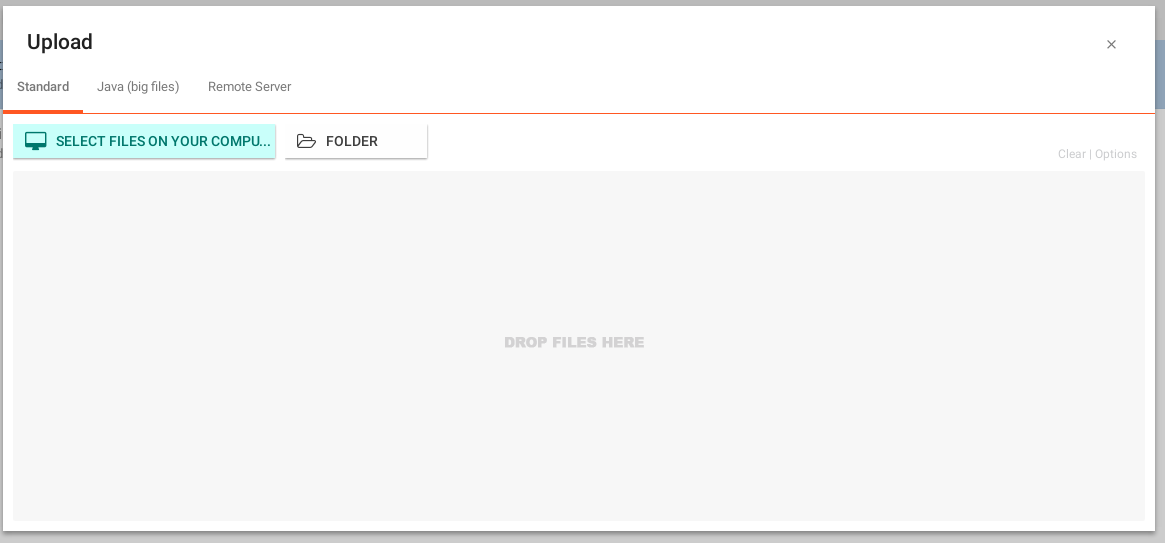 Upload
×
Standard
Java (big files)
Remote Server
SELECT FILES ON YOUR COMPU...
FOLDER
Clear | Options
DROP FILES HERE